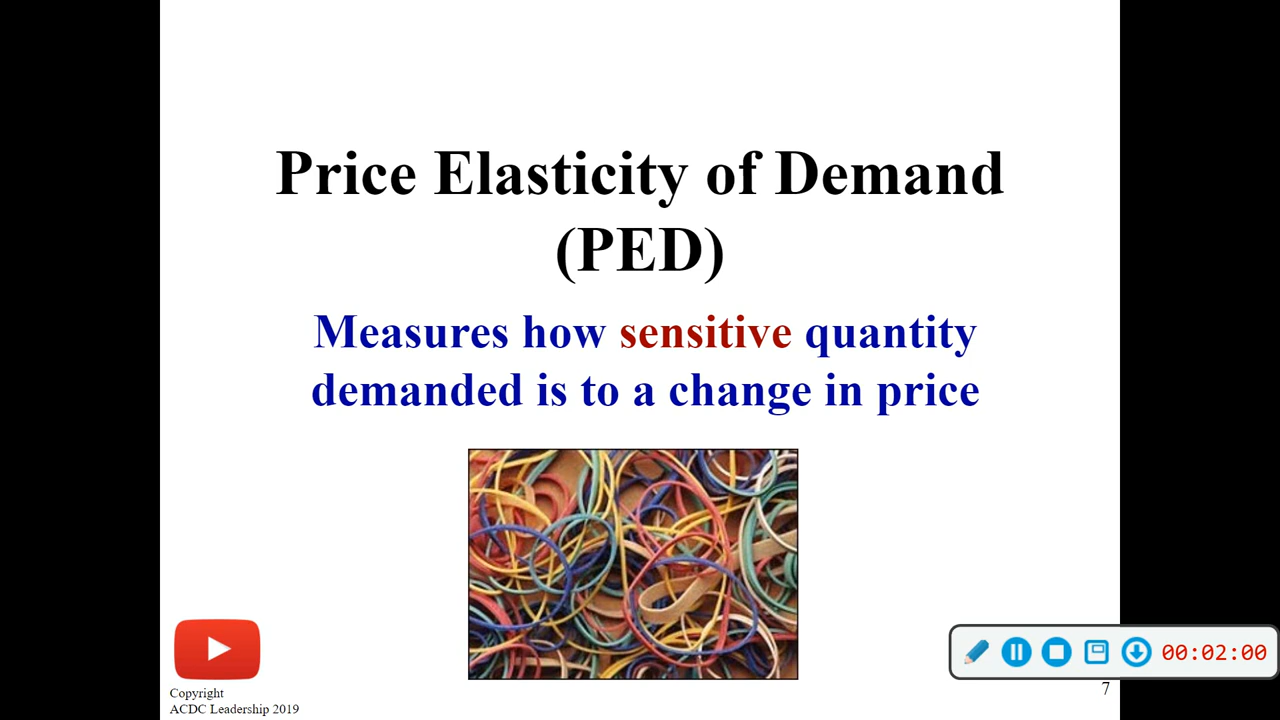 Price Elasticity of Demand
(PED)
Measures how sensitive quantity
demanded is to a change in price
Copyright
ACDC Leadership 2019
00:02:00
7